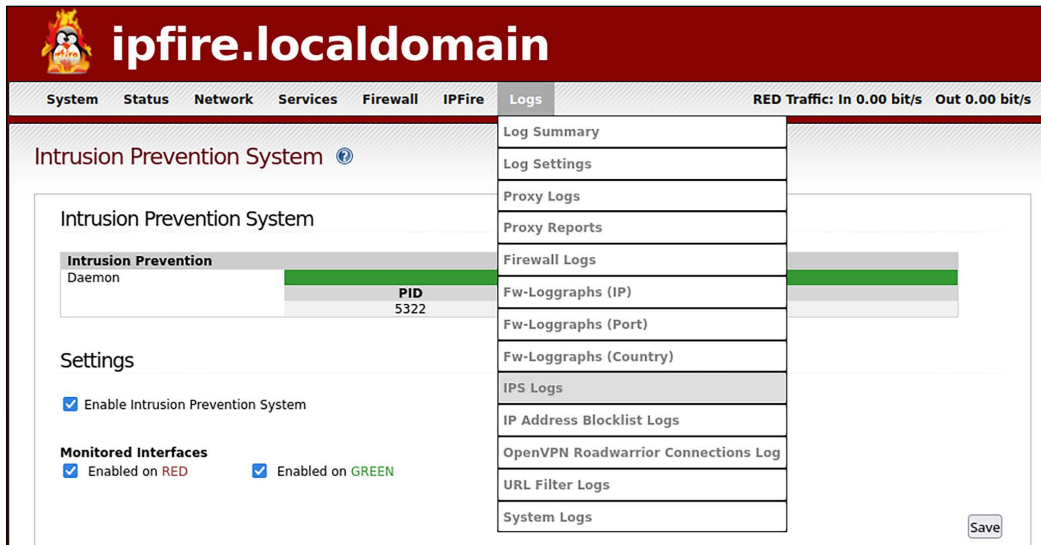 ipfire.localdomain
System Status Network Services Firewall IPFire Logs RED Traffic: In 0.00 bit/s Out 0.00 bit/s
Log Summary
Log Settings
Proxy Logs
Proxy Reports
Firewall Logs
Fw-Loggraphs (IP)
Fw-Loggraphs (Port)
Fw-Loggraphs (Country)
IPS Logs
IP Address Blocklist Logs
OpenVPN Roadwarrior Connections Log
URL Filter Logs
System Logs
Intrusion Prevention System ?
Intrusion Prevention System
Intrusion Prevention
Daemon
PID
5322
Settings
Enable Intrusion Prevention System
Monitored Interfaces
Enabled on RED Enabled on GREEN
Save